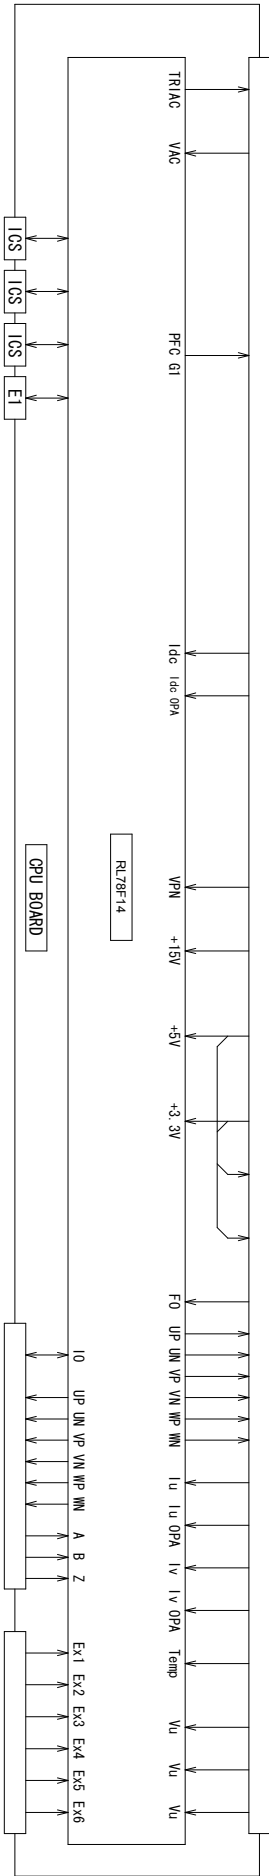 TRIAC
VAC
PFC G1
Idc
Idc OPA
VPN
+15V
+5V
+3.3V
FO
UP UN VP VN WP WN
Iu
Iu OPA
Iv
Iv OPA
Temp
Vu
Vu
Vu
RL78F14
ICS
ICS
ICS
E1
CPU BOARD
IO
UP UN VP VN WP WN
A
B
Z
Ex1
Ex2
Ex3
Ex4
Ex5
Ex6